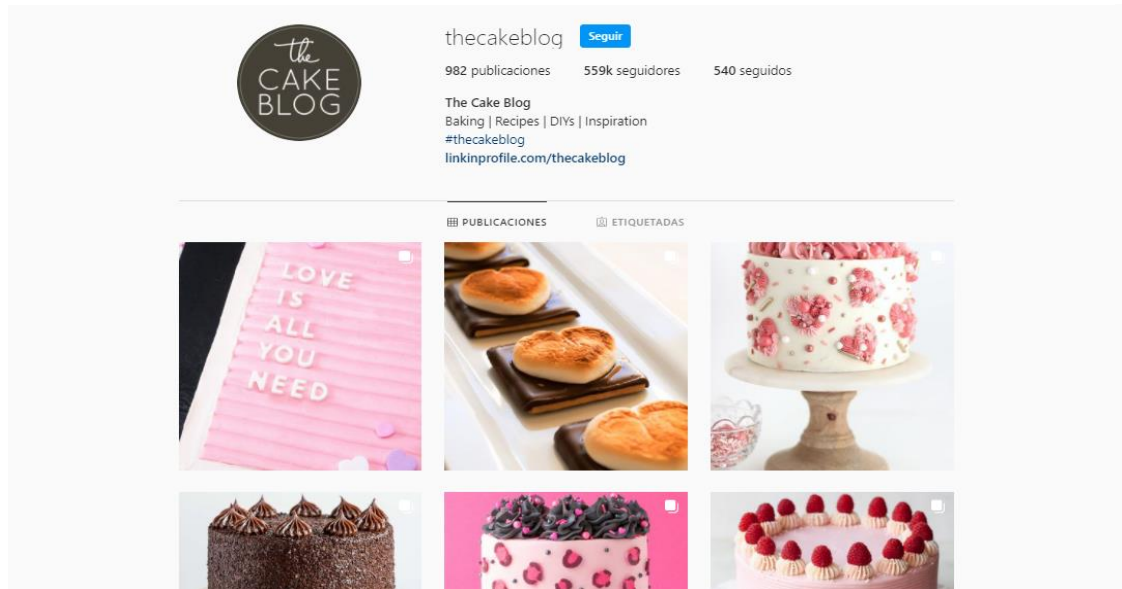 the
CAKE
BLOG
thecakeblog Seguir
982 publicaciones 559k seguidores 540 seguidos
The Cake Blog
Baking | Recipes | DIYs | Inspiration
#thecakeblog
linkinprofile.com/thecakeblog
PUBLICACIONES ETIQUETADAS
LOVE
IS
ALL
YOU
NEED